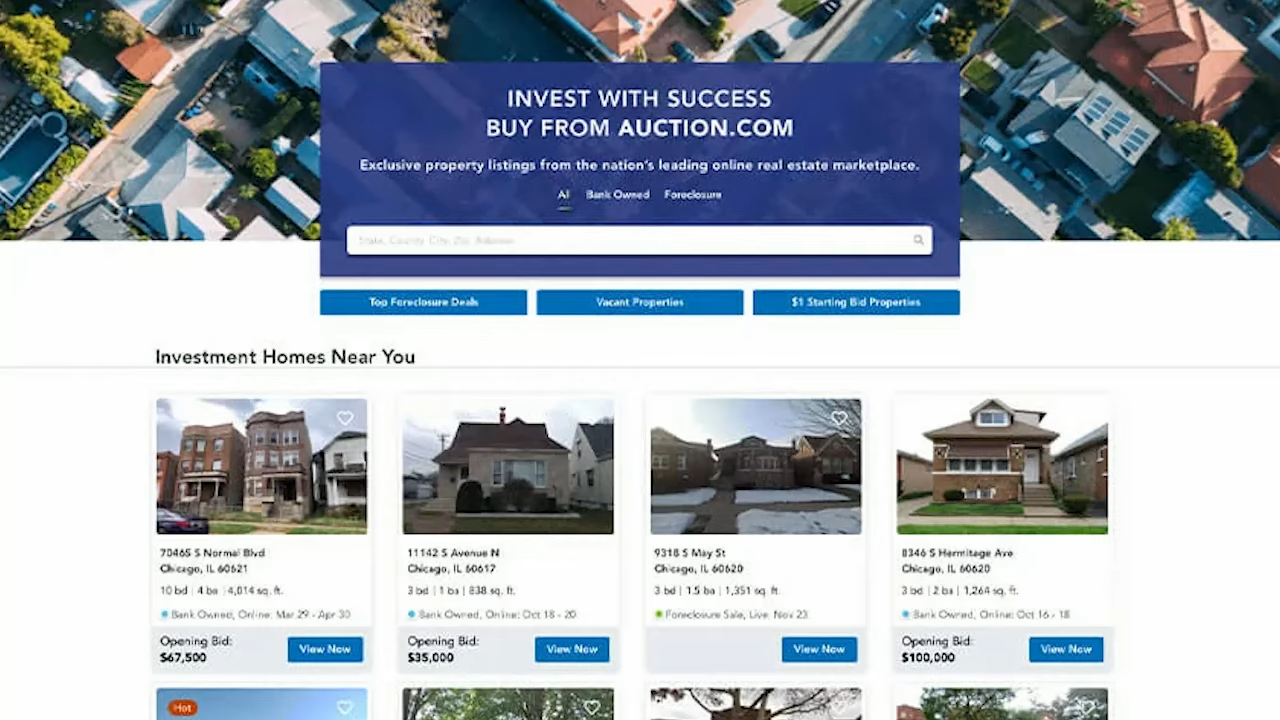 INVEST WITH SUCCESS
BUY FROM AUCTION.COM
Exclusive property listings from the nation's leading online real estate marketplace.
All Bank Owned Foreclosure
State, County, City, Zip, Address
Top Foreclosure Deals Vacant Properties $1 Starting Bid Properties
Investment Homes Near You
70465 S Normal Blvd
Chicago, IL 60621
10 bd | 4 ba | 4,014 sq. ft.
Bank Owned, Online: Mar 29 - Apr 30
Opening Bid:
$67,500
View Now
11142 S Avenue N
Chicago, IL 60617
3 bd | 1 ba | 838 sq. ft.
Bank Owned, Online: Oct 18 - 20
Opening Bid:
$35,000
View Now
9318 S May St
Chicago, IL 60620
3 bd | 1.5 ba | 1,351 sq. ft.
Foreclosure Sale, Live: Nov 23
View Now
8346 S Hermitage Ave
Chicago, IL 60620
3 bd | 2 ba | 1,264 sq. ft.
Bank Owned, Online: Oct 16 - 18
Opening Bid:
$100,000
View Now
Hot